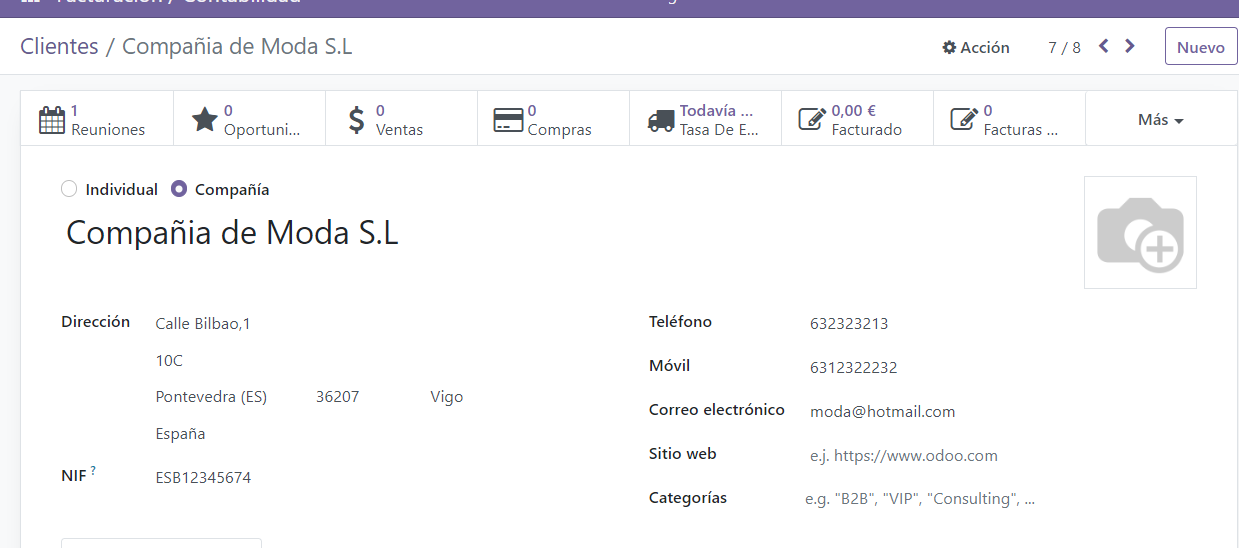 Facturación / Contabilidad
Clientes / Compañia de Moda S.L
Acción
7 / 8
Nuevo
1
Reuniones
0
Oportuni...
$
0
Ventas
0
Compras
Todavía ...
Tasa De E...
0,00 €
Facturado
0
Facturas ...
Más
Individual
Compañía
Compañia de Moda S.L
Dirección
Calle Bilbao,1
10C
Pontevedra (ES) 36207 Vigo
España
NIF ?
ESB12345674
Teléfono
632323213
Móvil
6312322232
Correo electrónico
moda@hotmail.com
Sitio web
e.j. https://www.odoo.com
Categorías
e.g. "B2B", "VIP", "Consulting", ...